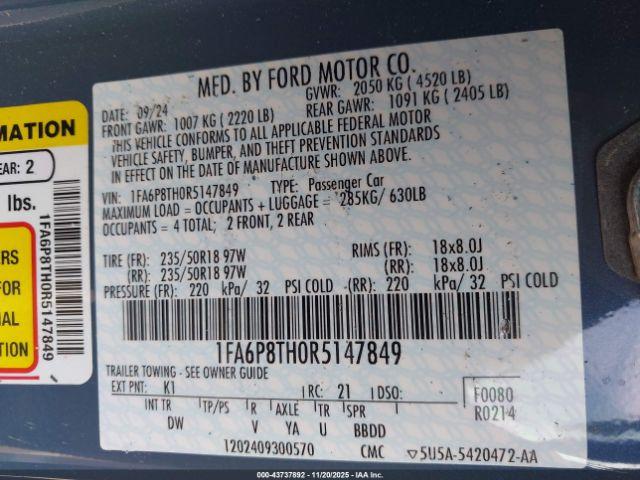 MFD. BY FORD MOTOR CO.
DATE: 09/24 GVWR: 2050 KG ( 4520 LB)
FRONT GAWR: 1007 KG ( 2220 LB) REAR GAWR: 1091 KG ( 2405 LB)
THIS VEHICLE CONFORMS TO ALL APPLICABLE FEDERAL MOTOR
VEHICLE SAFETY, BUMPER, AND THEFT PREVENTION STANDARDS
IN EFFECT ON THE DATE OF MANUFACTURE SHOWN ABOVE.
VIN: 1FA6P8TH0R5147849 TYPE: Passenger Car
MAXIMUM LOAD = OCCUPANTS + LUGGAGE = 285KG/ 630LB
OCCUPANTS = 4 TOTAL: 2 FRONT, 2 REAR
TIRE (FR): 235/50R18 97W RIMS (FR): 18x8.0J
(RR): 235/50R18 97W (RR): 18x8.0J
PRESSURE (FR): 220 kPa/ 32 PSI COLD (RR): 220 kPa/ 32 PSI COLD
1FA6P8TH0R5147849
TRAILER TOWING - SEE OWNER GUIDE
EXT PNT: K1 RC: 21 DSO: F0080
INT TR TP/PS R AXLE TR SPR R0214
DW V YA U BBDD
1202409300570 CMC ▽5U5A-5420472-AA
MATION
EAR: 2
lbs.
ERS
FOR
NAL
ION
1FA6P8TH0R5147849
000-43737892 - 11/20/2025 - IAAI.COM